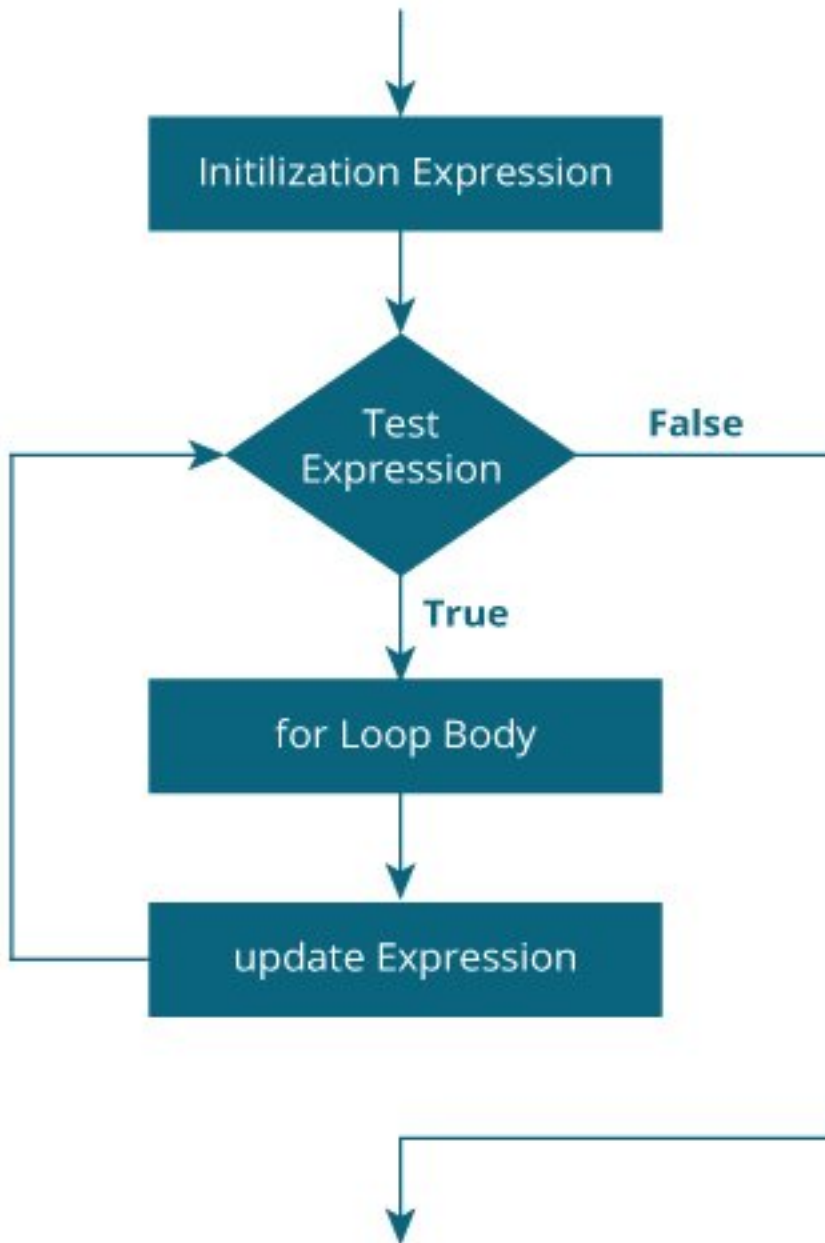 Initilization Expression
Test
Expression
False
True
for Loop Body
update Expression